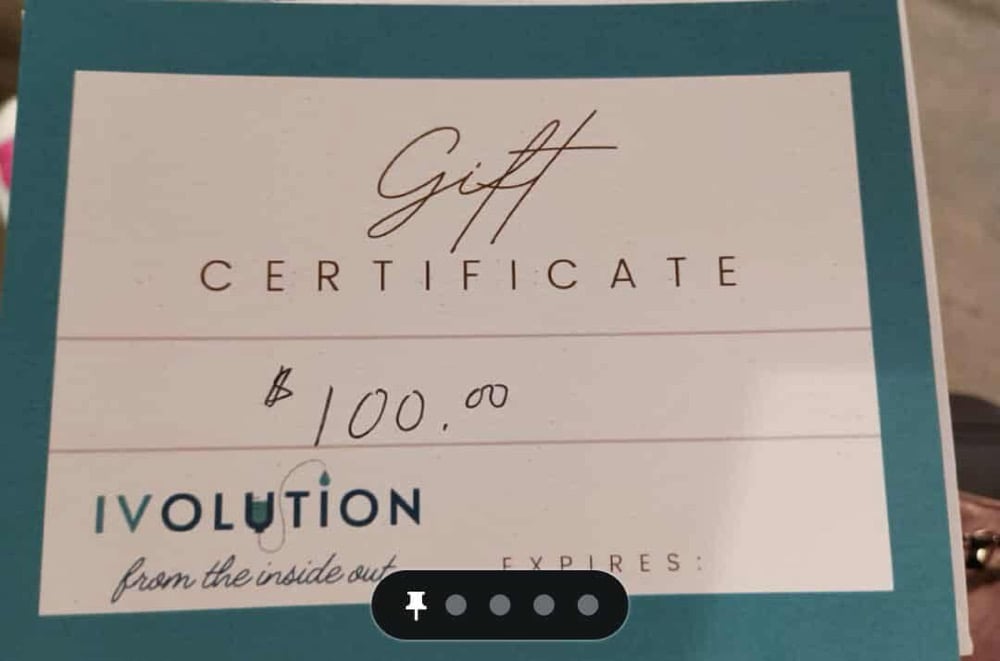 Gift
CERTIFICATE
$100.00
IVOLUTION
from the inside out
EXPIRES: